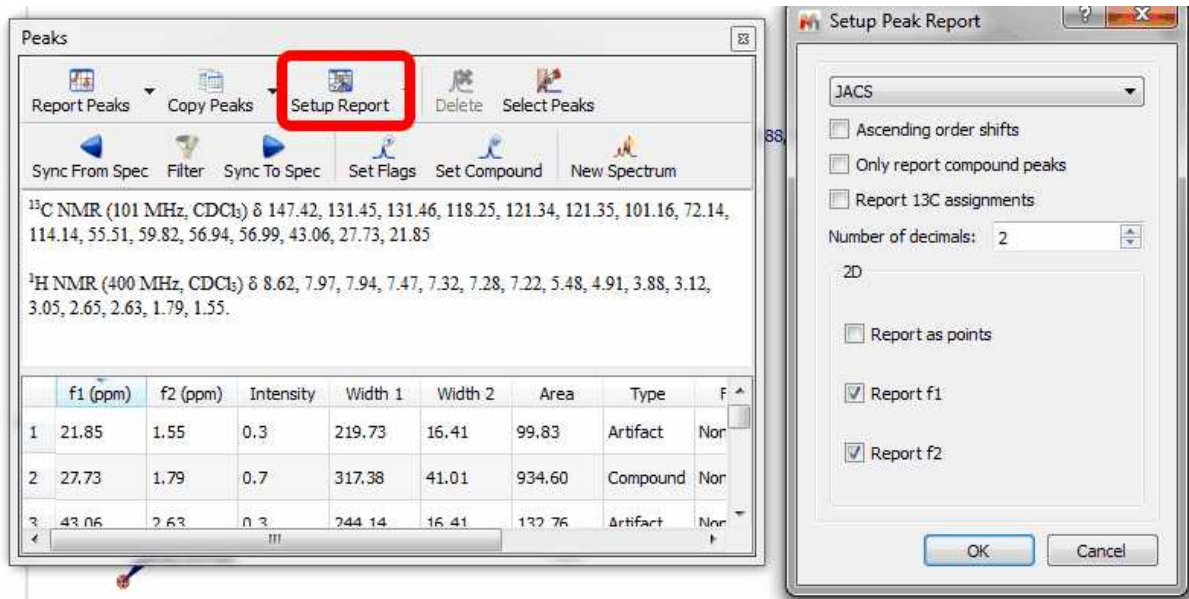 Peaks
Report Peaks Copy Peaks Setup Report Delete Select Peaks
Sync From Spec Filter Sync To Spec Set Flags Set Compound New Spectrum
¹³C NMR (101 MHz, CDCl₃) δ 147.42, 131.45, 131.46, 118.25, 121.34, 121.35, 101.16, 72.14,
114.14, 55.51, 59.82, 56.94, 56.99, 43.06, 27.73, 21.85
¹H NMR (400 MHz, CDCl₃) δ 8.62, 7.97, 7.94, 7.47, 7.32, 7.28, 7.22, 5.48, 4.91, 3.88, 3.12,
3.05, 2.65, 2.63, 1.79, 1.55.
f1 (ppm) f2 (ppm) Intensity Width 1 Width 2 Area Type F
1 21.85 1.55 0.3 219.73 16.41 99.83 Artifact Nor
2 27.73 1.79 0.7 317.38 41.01 934.60 Compound Nor
3 43.06 2.63 0.3 244.14 16.41 132.76 Artifact Nor
88,
Setup Peak Report
JACS
Ascending order shifts
Only report compound peaks
Report 13C assignments
Number of decimals: 2
2D
Report as points
Report f1
Report f2
OK Cancel